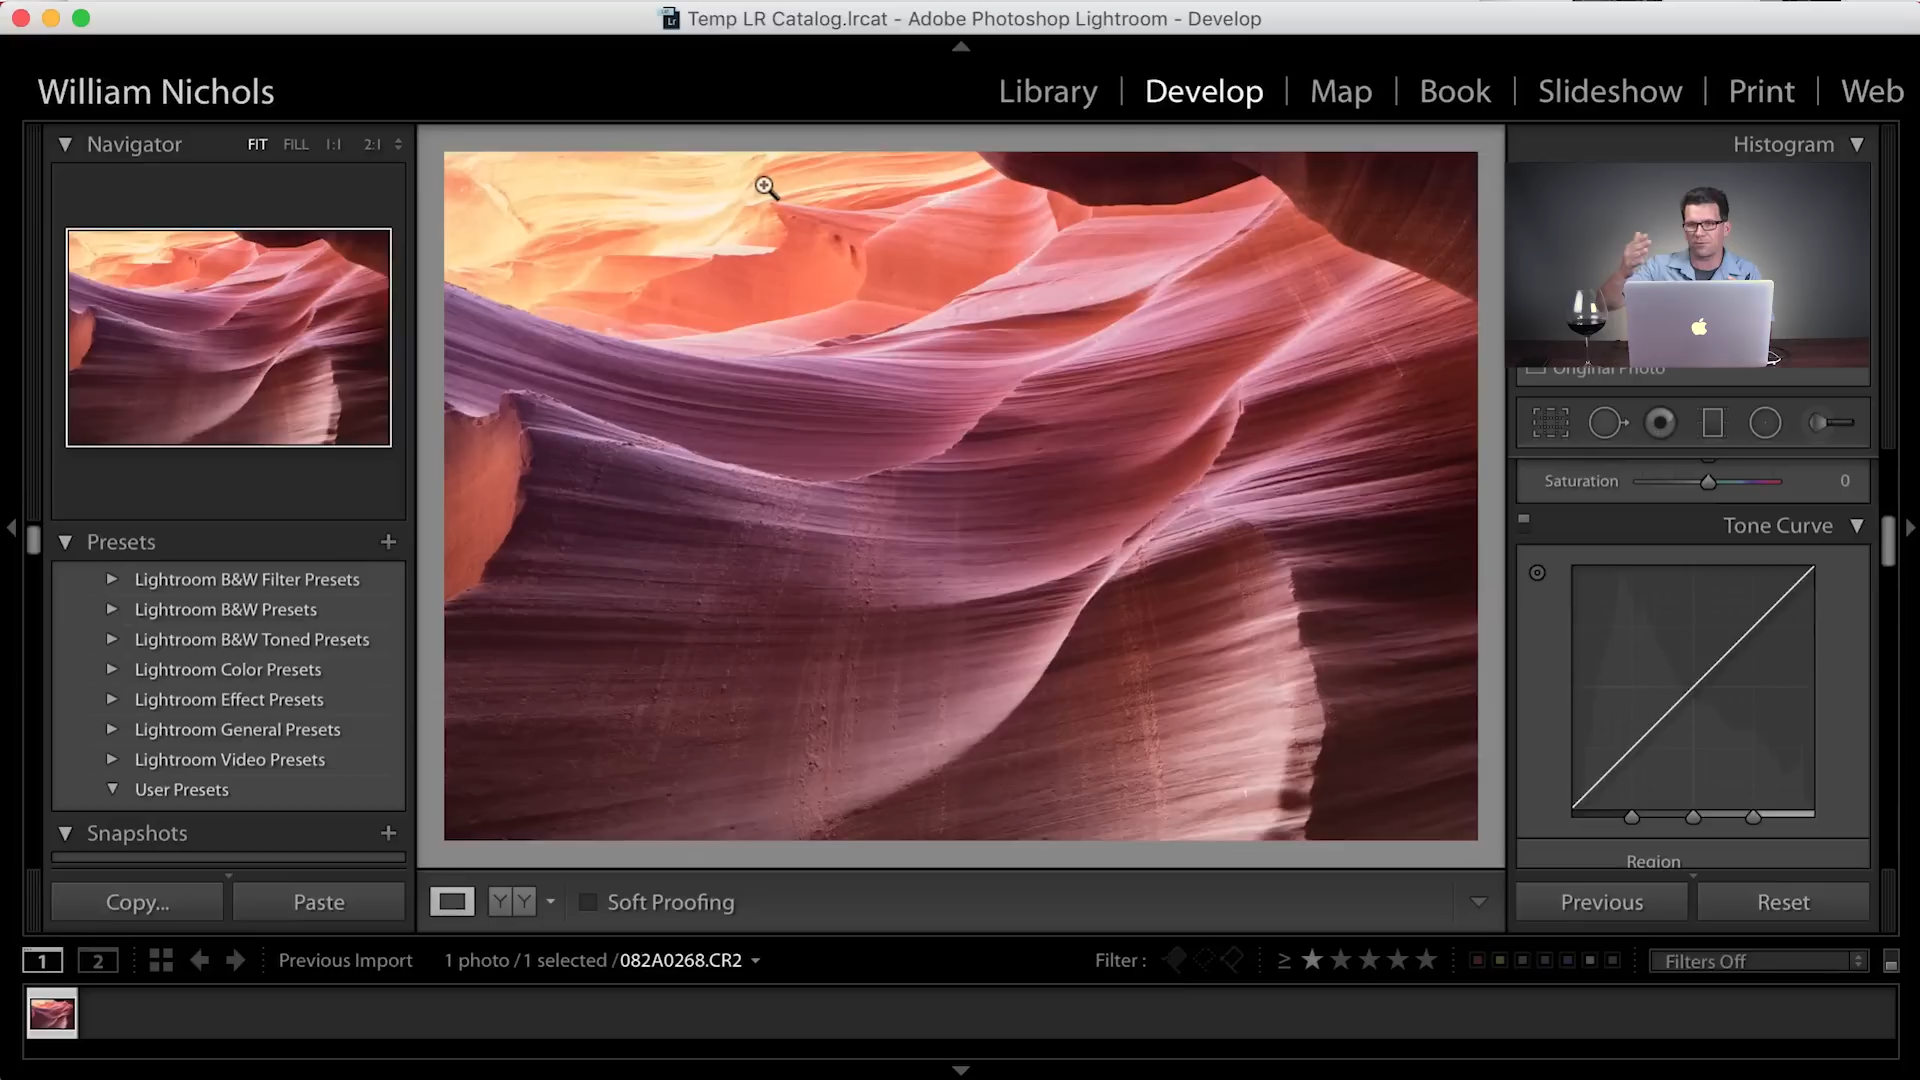 Temp LR Catalog.lrcat - Adobe Photoshop Lightroom - Develop
William Nichols
Library | Develop | Map | Book | Slideshow | Print | Web
Navigator FIT FILL 1:1 2:1
Histogram
Original Photo
Saturation 0
Tone Curve
Presets +
Lightroom B&W Filter Presets
Lightroom B&W Presets
Lightroom B&W Toned Presets
Lightroom Color Presets
Lightroom Effect Presets
Lightroom General Presets
Lightroom Video Presets
User Presets
Snapshots +
Region
Copy... Paste
Y Y Soft Proofing
Previous Reset
1 2 Previous Import 1 photo / 1 selected / 082A0268.CR2 Filter : ≥ Filters Off